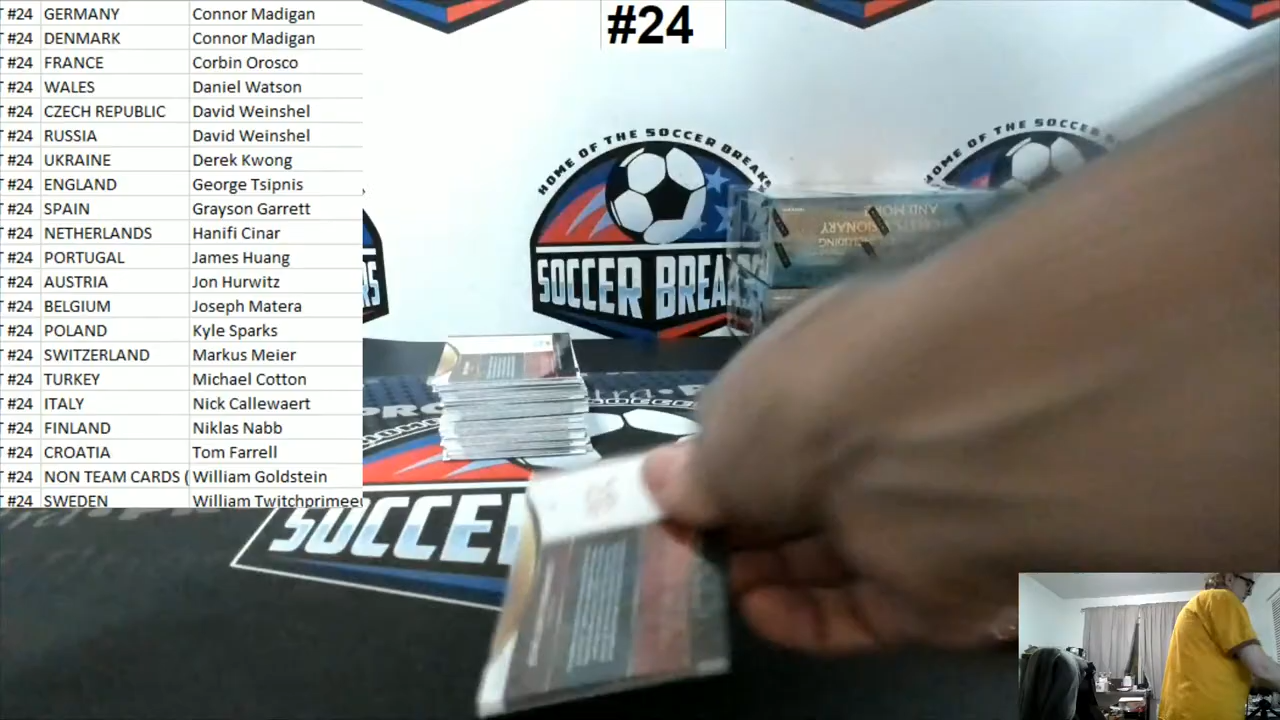 #24
T #24 GERMANY Connor Madigan
T #24 DENMARK Connor Madigan
T #24 FRANCE Corbin Orosco
T #24 WALES Daniel Watson
T #24 CZECH REPUBLIC David Weinshel
T #24 RUSSIA David Weinshel
T #24 UKRAINE Derek Kwong
T #24 ENGLAND George Tsipnis
T #24 SPAIN Grayson Garrett
T #24 NETHERLANDS Hanifi Cinar
T #24 PORTUGAL James Huang
T #24 AUSTRIA Jon Hurwitz
T #24 BELGIUM Joseph Matera
T #24 POLAND Kyle Sparks
T #24 SWITZERLAND Markus Meier
T #24 TURKEY Michael Cotton
T #24 ITALY Nick Callewaert
T #24 FINLAND Niklas Nabb
T #24 CROATIA Tom Farrell
T #24 NON TEAM CARDS ( William Goldstein
T #24 SWEDEN William Twitchprimee
HOME OF THE SOCCER BREAKS
SOCCER BREA
HOME OF THE SOCCER B
AND MORE
SOCCE